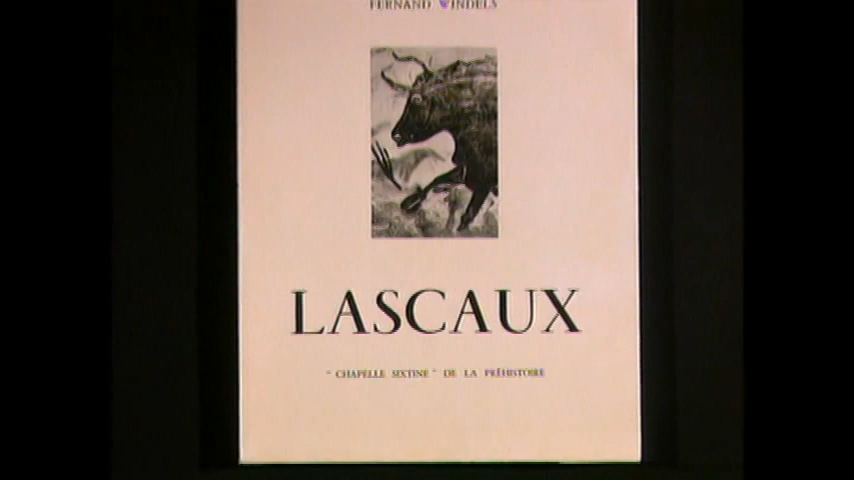 FERNAND WINDELS
LASCAUX
" CHAPELLE SIXTINE " DE LA PRÉHISTOIRE